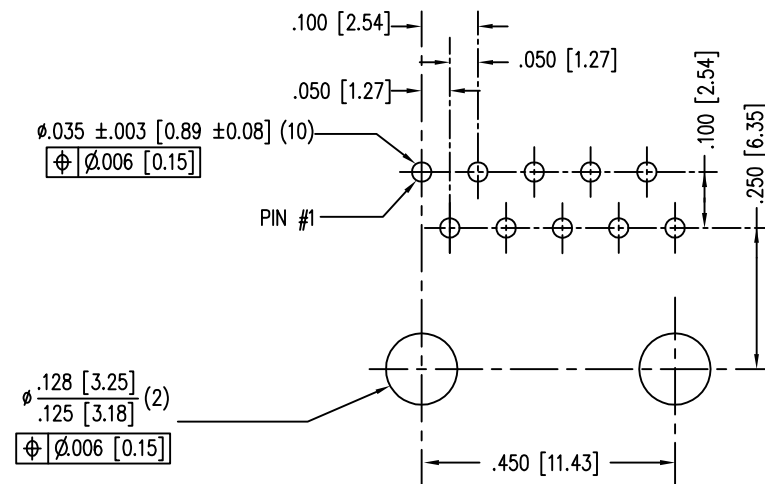 .100 [2.54]
.050 [1.27]
.050 [1.27]
.100 [2.54]
.250 [6.35]
⌀.035 ±.003 [0.89 ±0.08] (10)
⌖ ⌀.006 [0.15]
PIN #1
⌀ .128 [3.25] (2)
.125 [3.18]
⌖ ⌀.006 [0.15]
.450 [11.43]